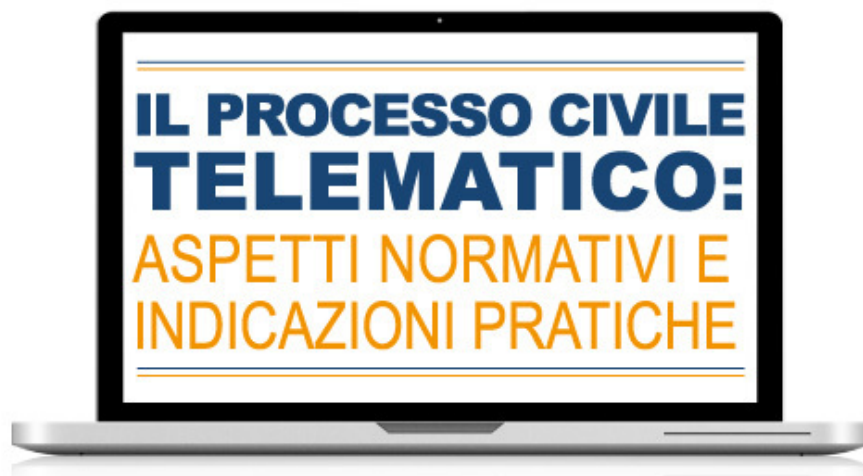 IL PROCESSO CIVILE
TELEMATICO:
ASPETTI NORMATIVI E
INDICAZIONI PRATICHE